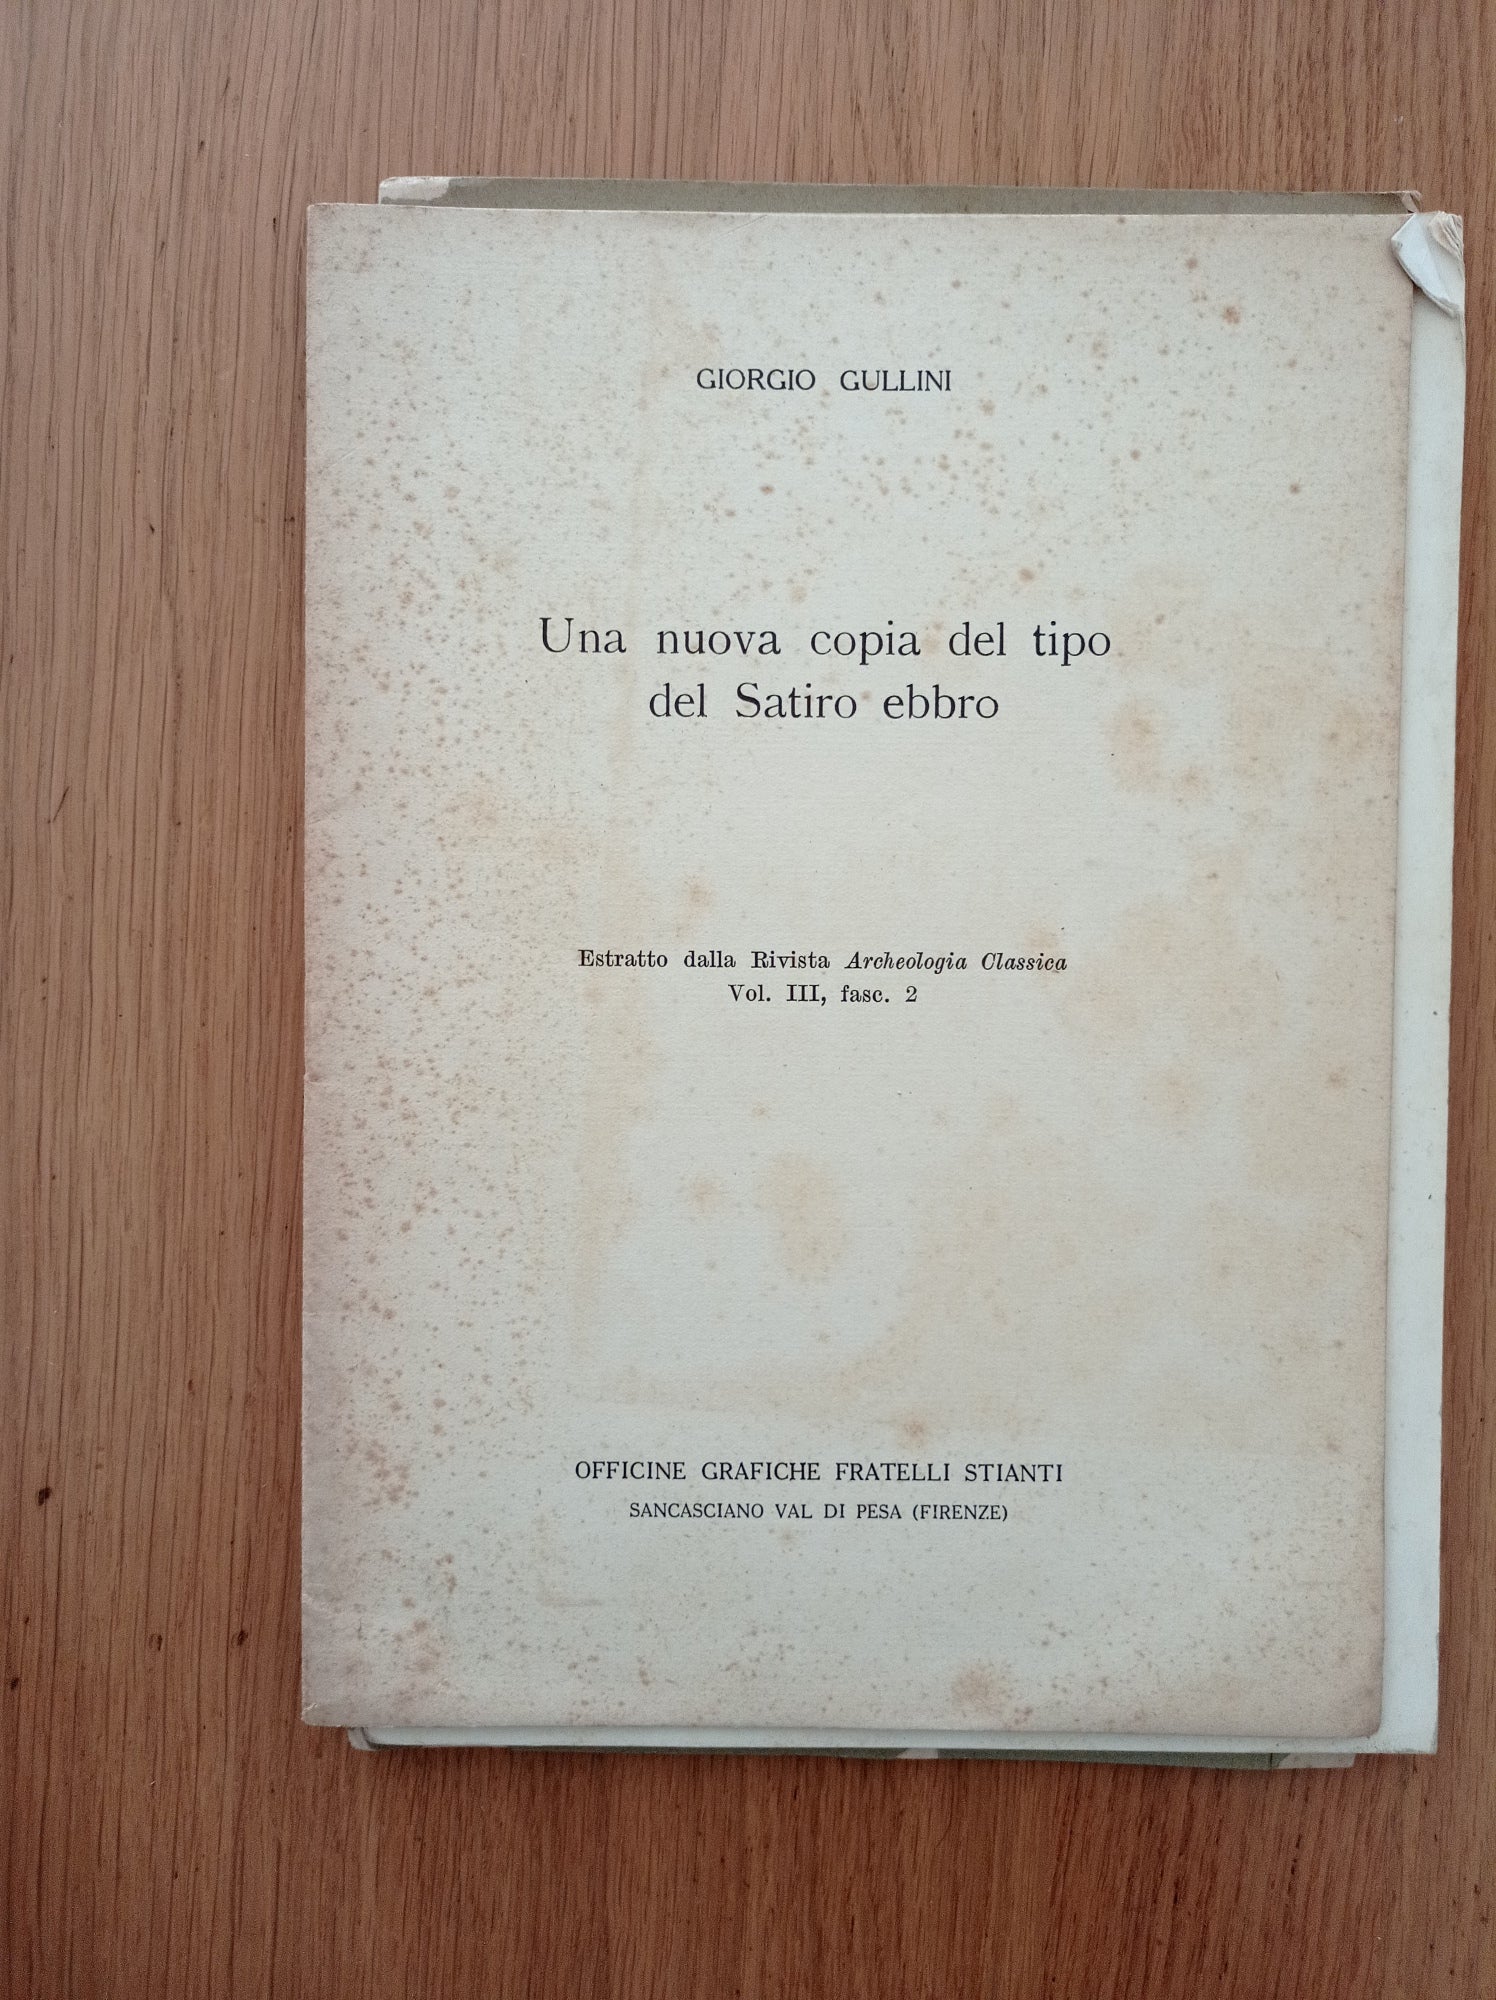 GIORGIO GULLINI
Una nuova copia del tipo
del Satiro ebbro
Estratto dalla Rivista Archeologia Classica
Vol. III, fasc. 2
OFFICINE GRAFICHE FRATELLI STIANTI
SANCASCIANO VAL DI PESA (FIRENZE)